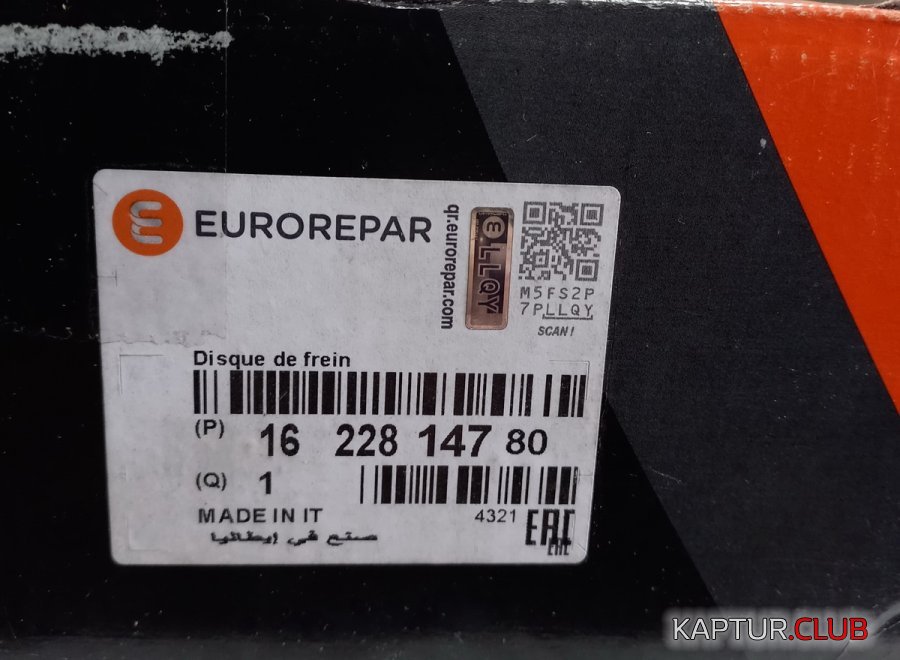 EUROREPAR
qr.eurorepar.com
LLQY
M5FS2P
7PLLQY
SCAN!
Disque de frein
(P) 16 228 147 80
(Q) 1
MADE IN IT
4321
EAC
EAC
صنع في إيطاليا
KAPTUR.CLUB